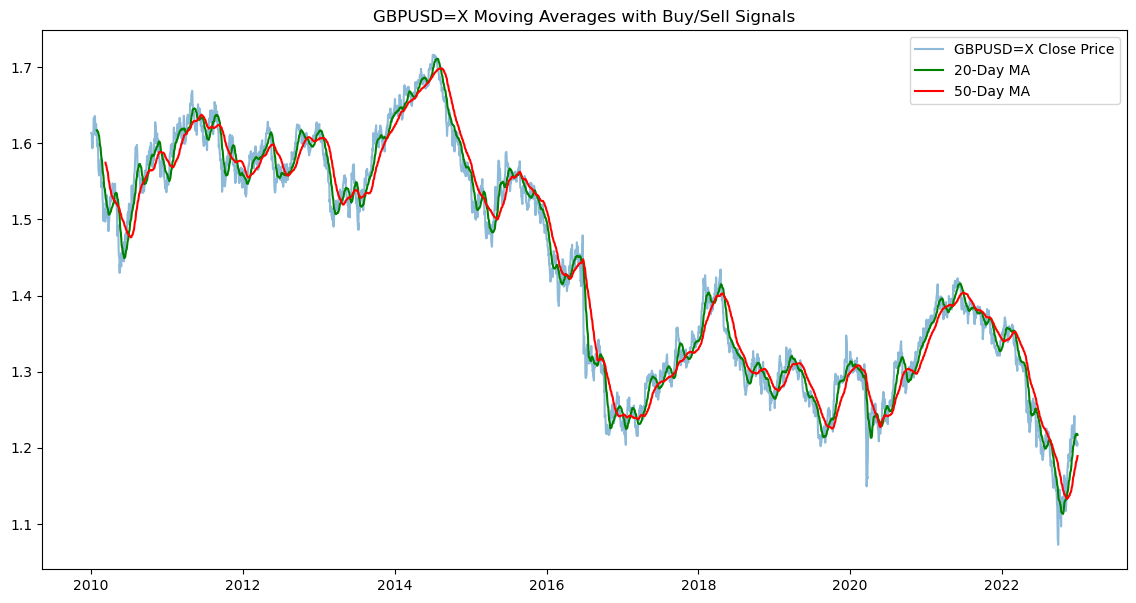 GBPUSD=X Moving Averages with Buy/Sell Signals
GBPUSD=X Close Price
20-Day MA
50-Day MA
1.7
1.6
1.5
1.4
1.3
1.2
1.1
2010 2012 2014 2016 2018 2020 2022